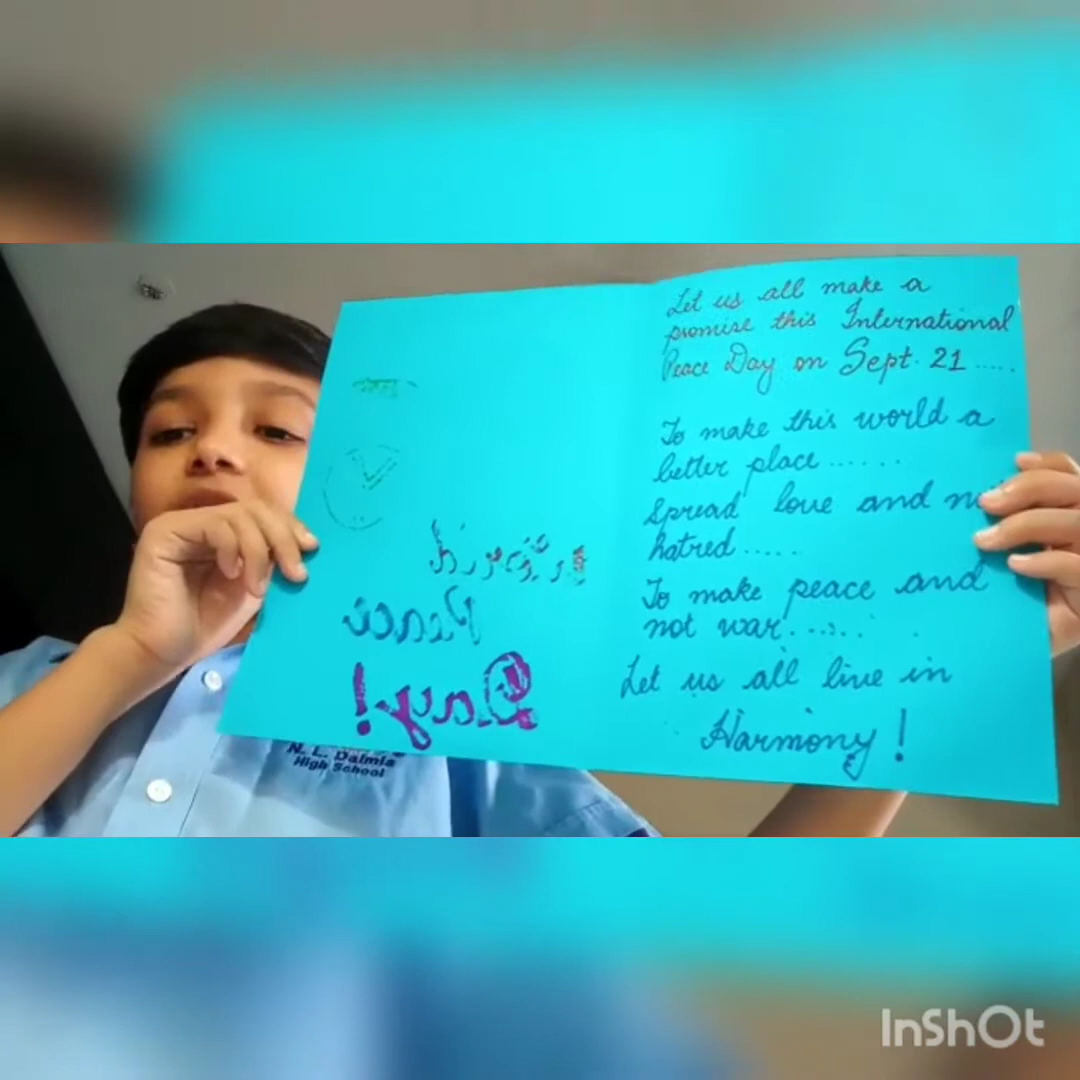 Let us all make a
promise this International
Peace Day on Sept. 21 .....
To make this world a
better place ......
Spread love and
hatred .....
To make peace and
not war ......
Let us all live in
Harmony !
Peace
Day!
N. L. Dalmia
High School
InShOt